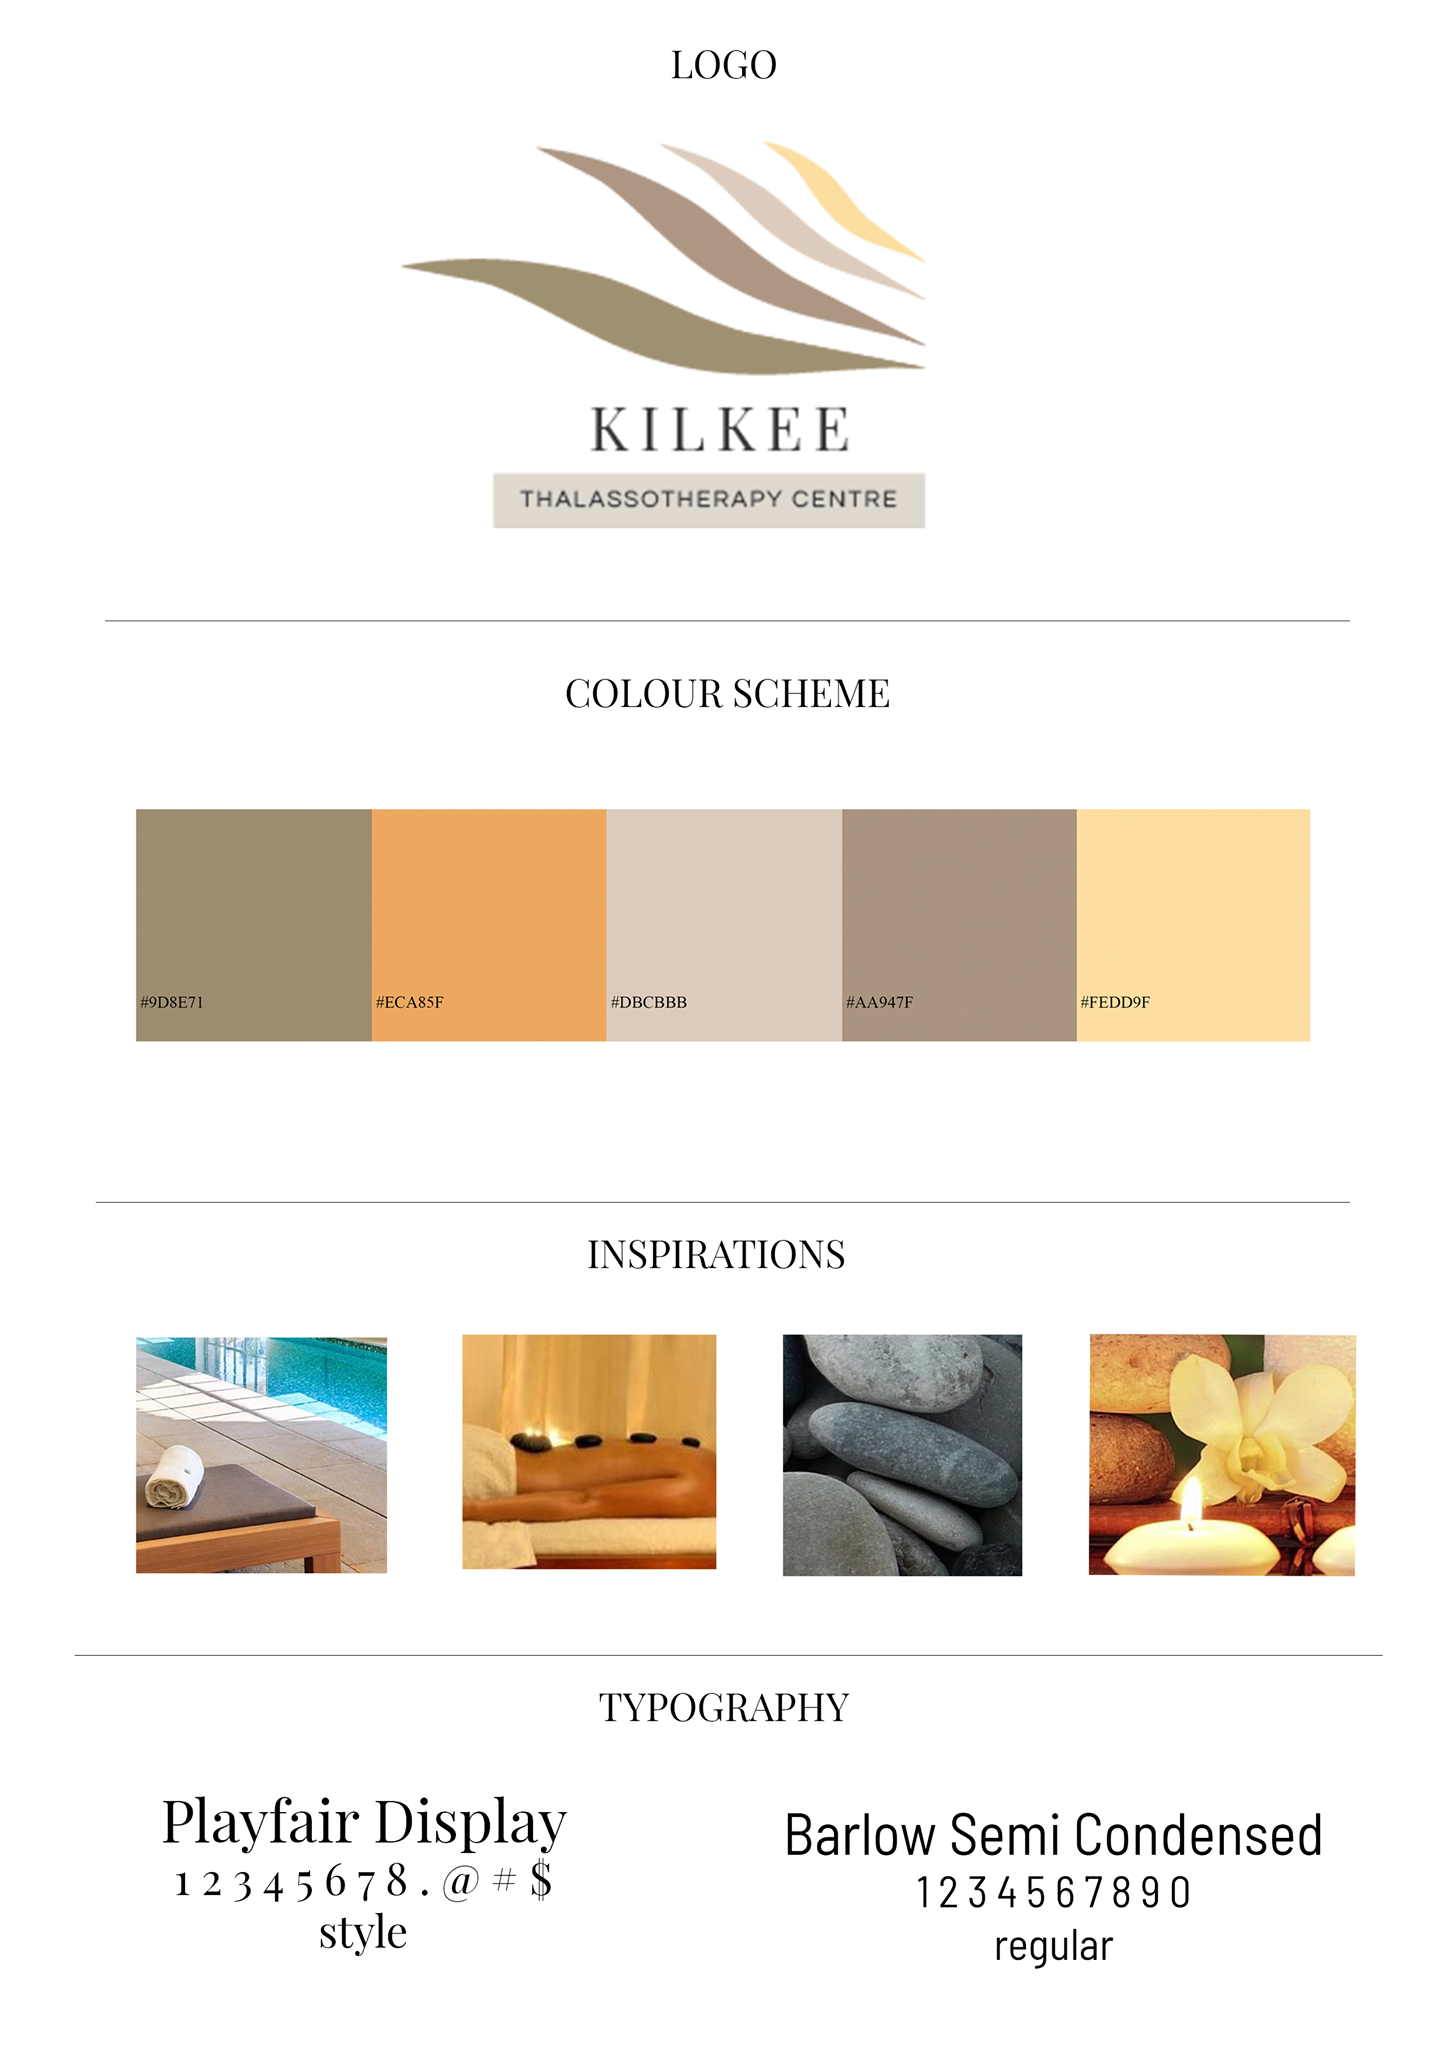 LOGO
KILKEE
THALASSOTHERAPY CENTRE
COLOUR SCHEME
#9D8E71 #ECA85F #DBCBBB #AA947F #FEDD9F
INSPIRATIONS
TYPOGRAPHY
Playfair Display
1 2 3 4 5 6 7 8 . @ # $
style
Barlow Semi Condensed
1 2 3 4 5 6 7 8 9 0
regular